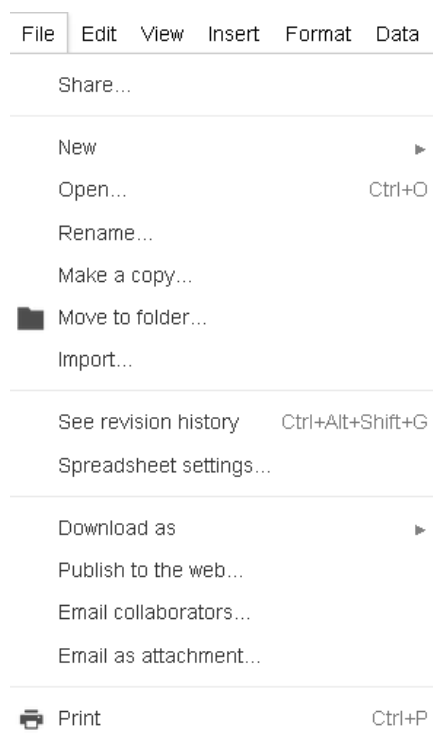 File Edit View Insert Format Data
Share...
New
Open... Ctrl+O
Rename...
Make a copy...
Move to folder...
Import...
See revision history Ctrl+Alt+Shift+G
Spreadsheet settings...
Download as
Publish to the web...
Email collaborators...
Email as attachment...
Print Ctrl+P